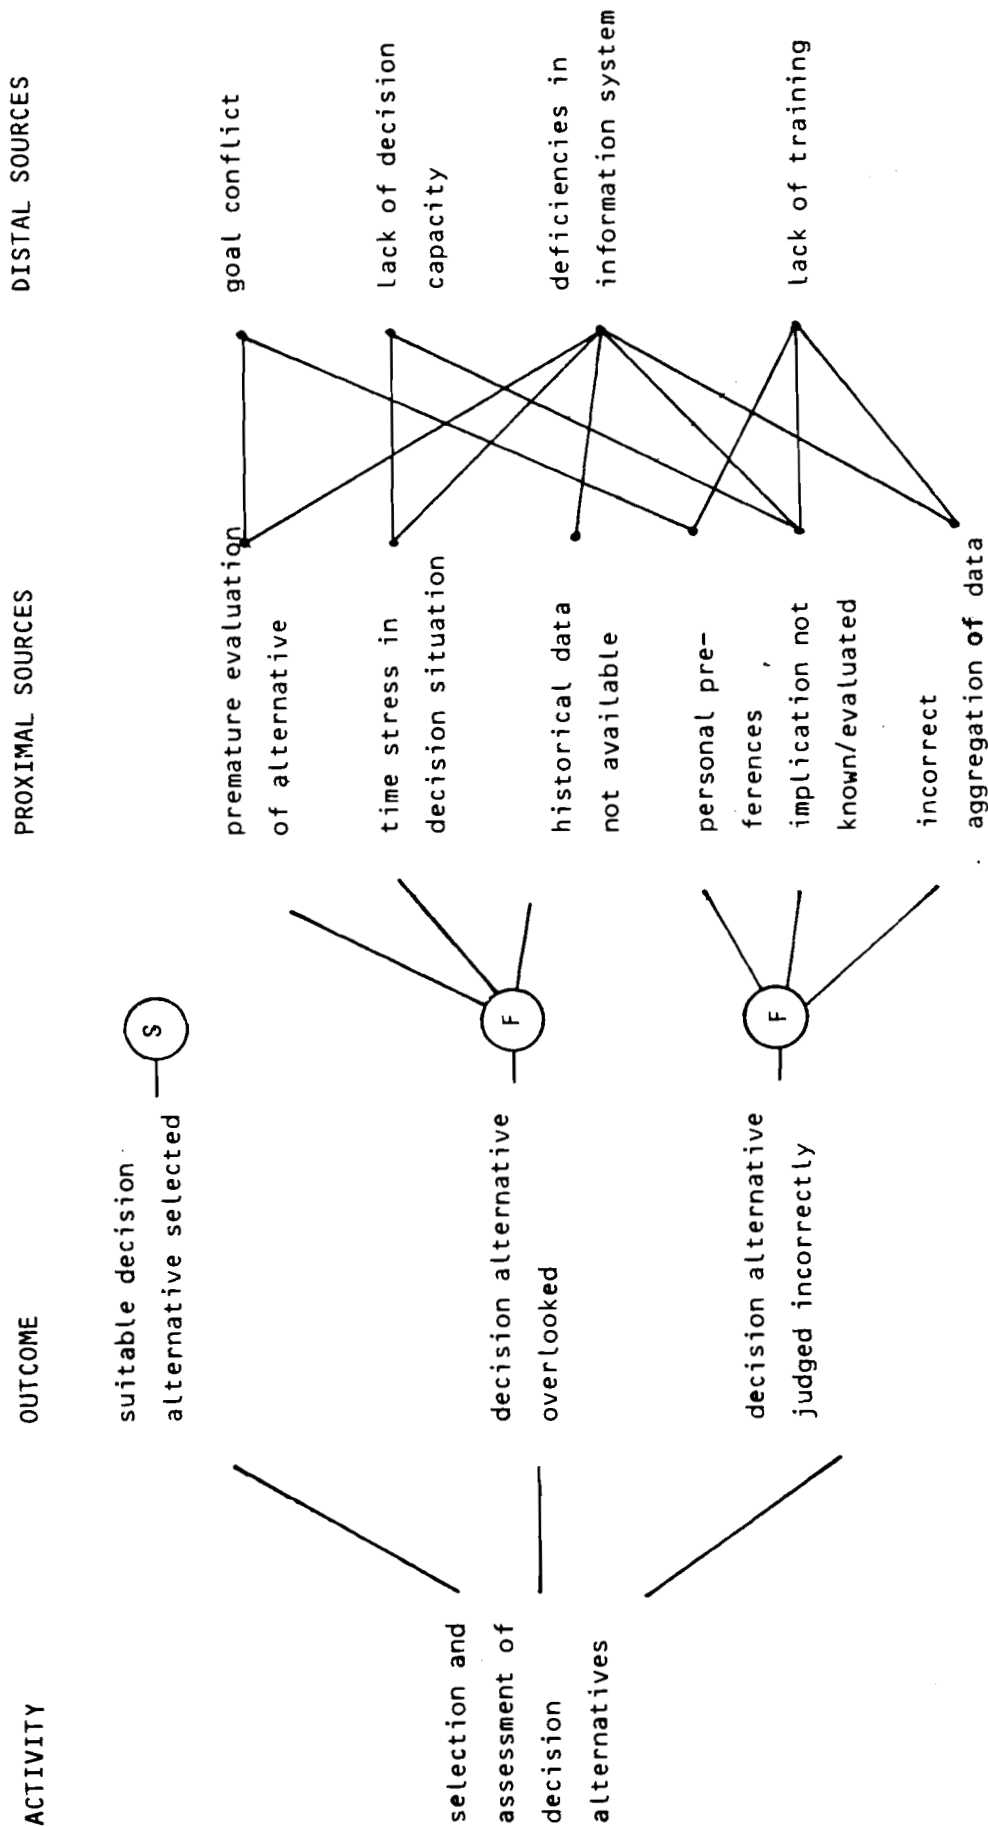 ACTIVITY
OUTCOME
PROXIMAL SOURCES
DISTAL SOURCES
selection and
assessment of
decision
alternatives
suitable decision
alternative selected
S
decision alternative
overlooked
F
decision alternative
judged incorrectly
F
premature evaluation
of alternative
time stress in
decision situation
historical data
not available
personal pre-
ferences
implication not
known/evaluated
incorrect
aggregation of data
goal conflict
lack of decision
capacity
deficiencies in
information system
lack of training